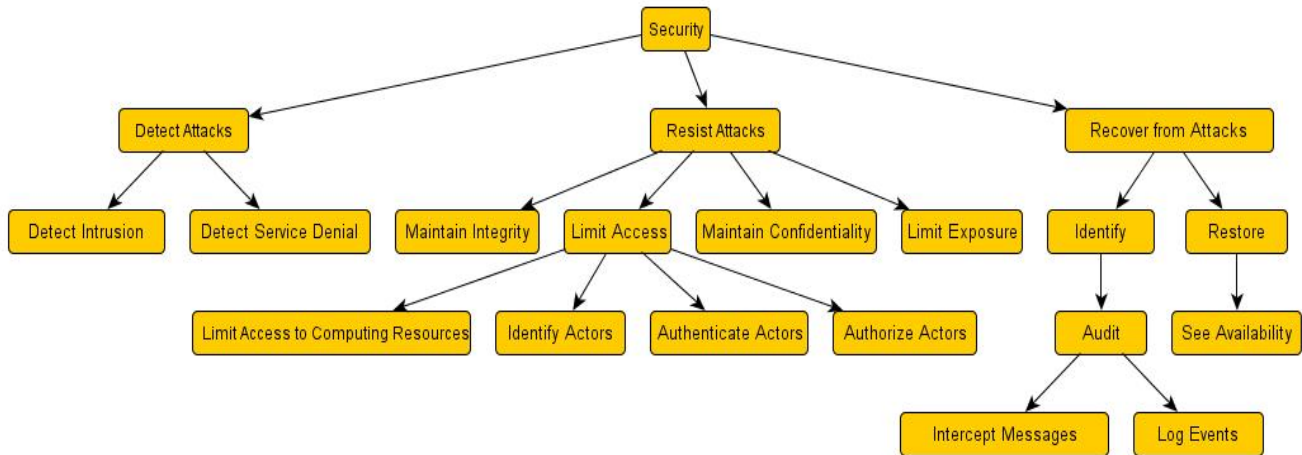 Security
Detect Attacks
Resist Attacks
Recover from Attacks
Detect Intrusion
Detect Service Denial
Maintain Integrity
Limit Access
Maintain Confidentiality
Limit Exposure
Identify
Restore
Limit Access to Computing Resources
Identify Actors
Authenticate Actors
Authorize Actors
Audit
See Availability
Intercept Messages
Log Events